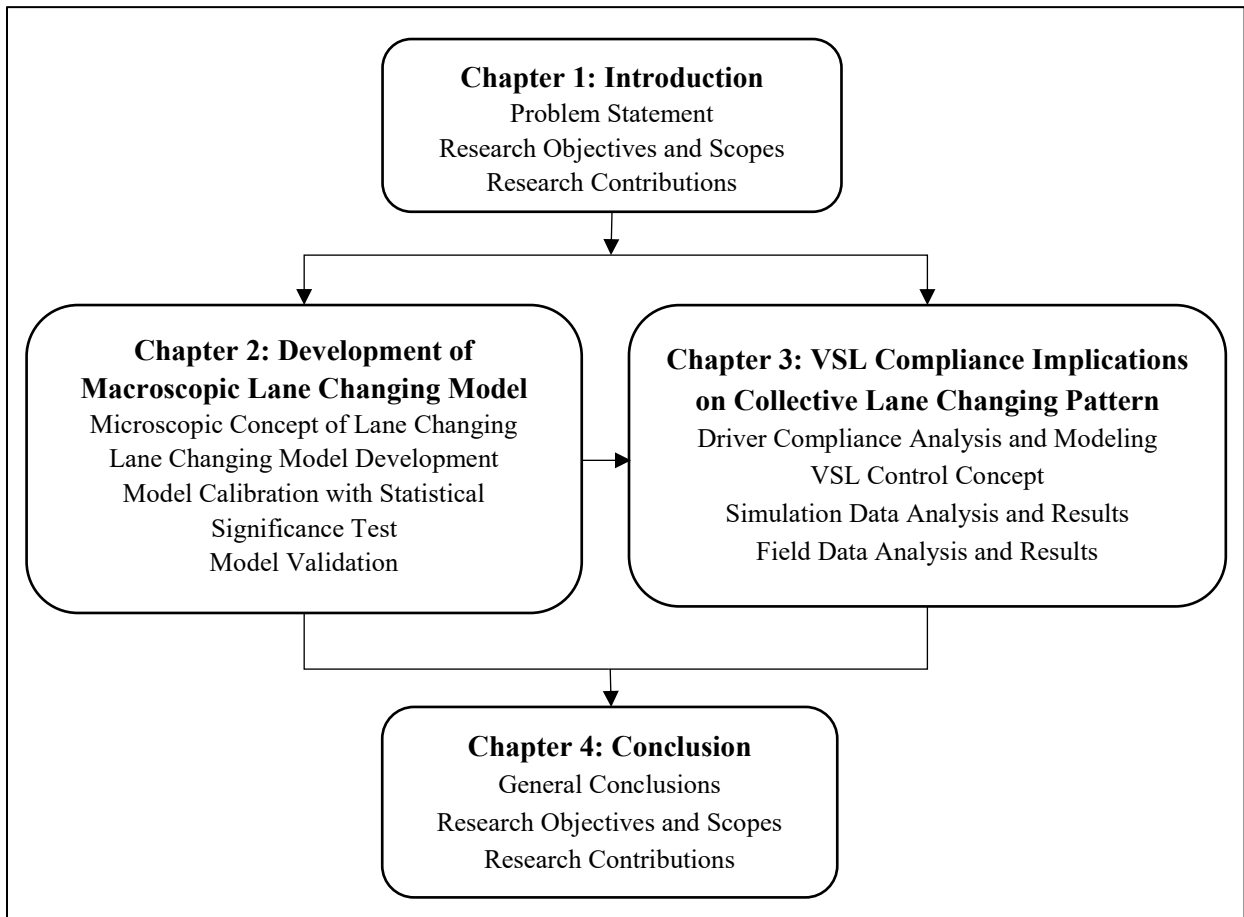 Chapter 1: Introduction
Problem Statement
Research Objectives and Scopes
Research Contributions
Chapter 2: Development of
Macroscopic Lane Changing Model
Microscopic Concept of Lane Changing
Lane Changing Model Development
Model Calibration with Statistical
Significance Test
Model Validation
Chapter 3: VSL Compliance Implications
on Collective Lane Changing Pattern
Driver Compliance Analysis and Modeling
VSL Control Concept
Simulation Data Analysis and Results
Field Data Analysis and Results
Chapter 4: Conclusion
General Conclusions
Research Objectives and Scopes
Research Contributions